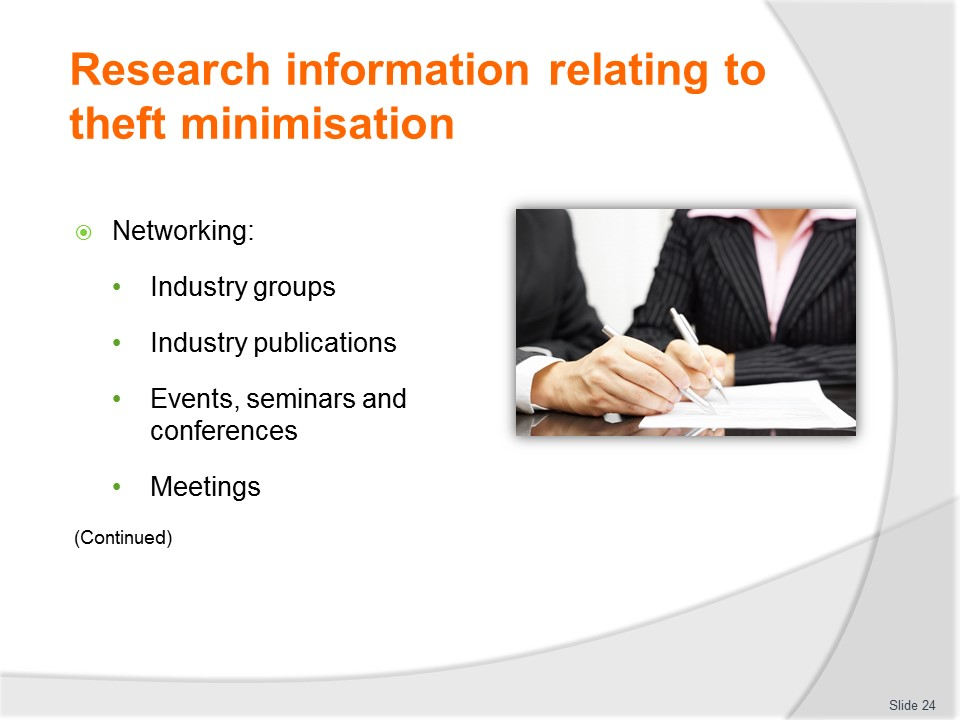 Research information relating to
theft minimisation
Networking:
• Industry groups
• Industry publications
• Events, seminars and
conferences
• Meetings
(Continued)
Slide 24